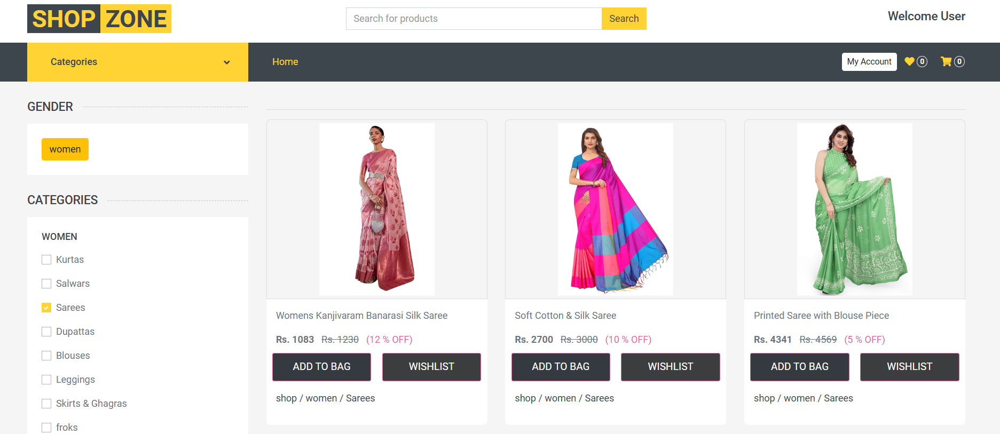 SHOP ZONE
Search for products
Search
Welcome User
Categories
Home
My Account
0
0
GENDER
women
CATEGORIES
WOMEN
Kurtas
Salwars
Sarees
Dupattas
Blouses
Leggings
Skirts & Ghagras
froks
Womens Kanjivaram Banarasi Silk Saree
Rs. 1083 Rs. 1230 (12 % OFF)
ADD TO BAG
WISHLIST
shop / women / Sarees
Soft Cotton & Silk Saree
Rs. 2700 Rs. 3000 (10 % OFF)
ADD TO BAG
WISHLIST
shop / women / Sarees
Printed Saree with Blouse Piece
Rs. 4341 Rs. 4569 (5 % OFF)
ADD TO BAG
WISHLIST
shop / women / Sarees